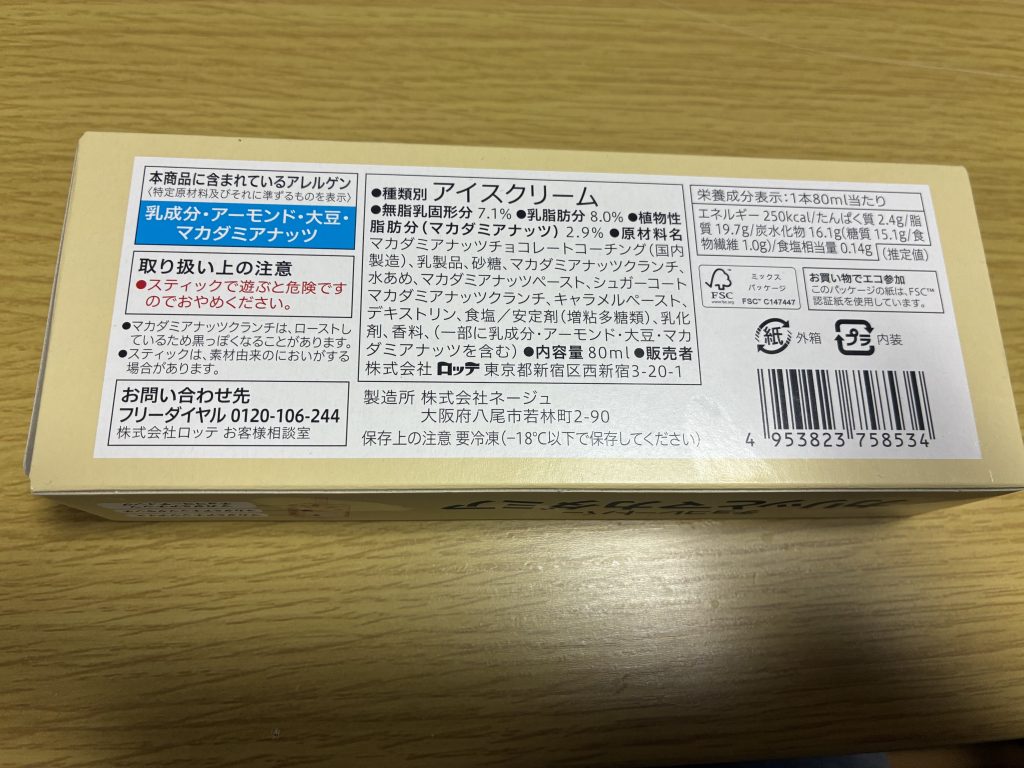 本商品に含まれているアレルゲン
〈特定原材料及びそれに準ずるものを表示〉
乳成分・アーモンド・大豆・
マカダミアナッツ
取り扱い上の注意
●スティックで遊ぶと危険です
のでおやめください。
●マカダミアナッツクランチは、ローストし
ているため黒っぽくなることがあります。
●スティックは、素材由来のにおいがする
場合があります。
お問い合わせ先
フリーダイヤル 0120-106-244
株式会社ロッテ お客様相談室
●種類別 アイスクリーム
●無脂乳固形分 7.1% ●乳脂肪分 8.0% ●植物性
脂肪分(マカダミアナッツ) 2.9% ●原材料名
マカダミアナッツチョコレートコーチング(国内
製造)、乳製品、砂糖、マカダミアナッツクランチ、
水あめ、マカダミアナッツペースト、シュガーコート
マカダミアナッツクランチ、キャラメルペースト、
デキストリン、食塩／安定剤(増粘多糖類)、乳化
剤、香料、(一部に乳成分・アーモンド・大豆・マカ
ダミアナッツを含む) ●内容量 80ml ●販売者
株式会社 ロッテ 東京都新宿区西新宿3-20-1
製造所 株式会社ネージュ
大阪府八尾市若林町2-90
保存上の注意 要冷凍(−18℃以下で保存してください)
栄養成分表示:1本80ml当たり
エネルギー 250kcal/たんぱく質 2.4g/脂
質 19.7g/炭水化物 16.1g(糖質 15.1g/食
物繊維 1.0g)/食塩相当量 0.14g (推定値)
FSC
www.fsc.org
ミックス
パッケージ
FSC® C147447
お買い物でエコ参加
このパッケージの紙は、FSC™
認証紙を使用しています。
紙 外箱 プラ 内装
4 953823 758534
チョコレートが
カリッとマカダミア